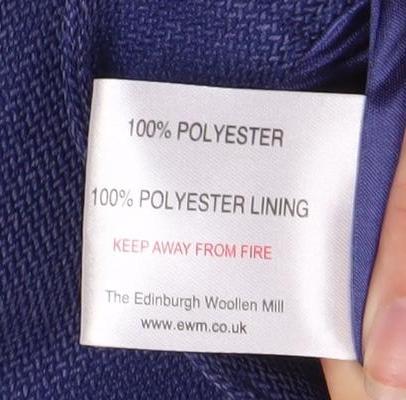 100% POLYESTER
100% POLYESTER LINING
KEEP AWAY FROM FIRE
The Edinburgh Woollen Mill
www.ewm.co.uk